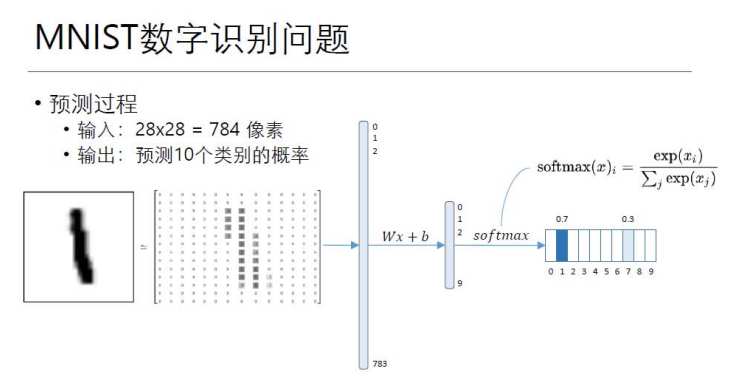 MNIST数字识别问题
• 预测过程
• 输入：28x28 = 784 像素
• 输出：预测10个类别的概率
≃
0
1
2
783
Wx + b
0
1
2
9
softmax
softmax(x)ᵢ = exp(xᵢ) / ∑ⱼ exp(xⱼ)
0.7 0.3
0 1 2 3 4 5 6 7 8 9